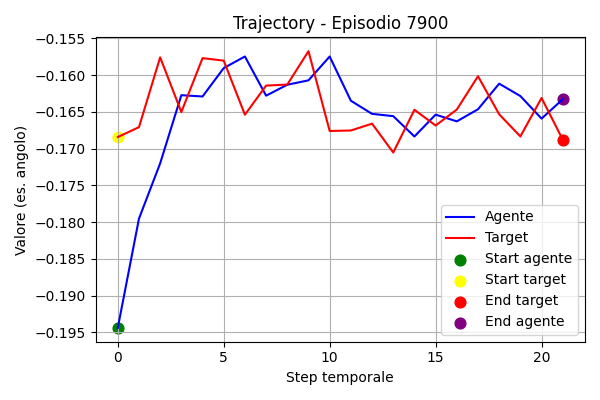 Trajectory - Episodio 7900
−0.155
−0.160
−0.165
−0.170
−0.175
−0.180
−0.185
−0.190
−0.195
Valore (es. angolo)
Agente
Target
Start agente
Start target
End target
End agente
0
5
10
15
20
Step temporale